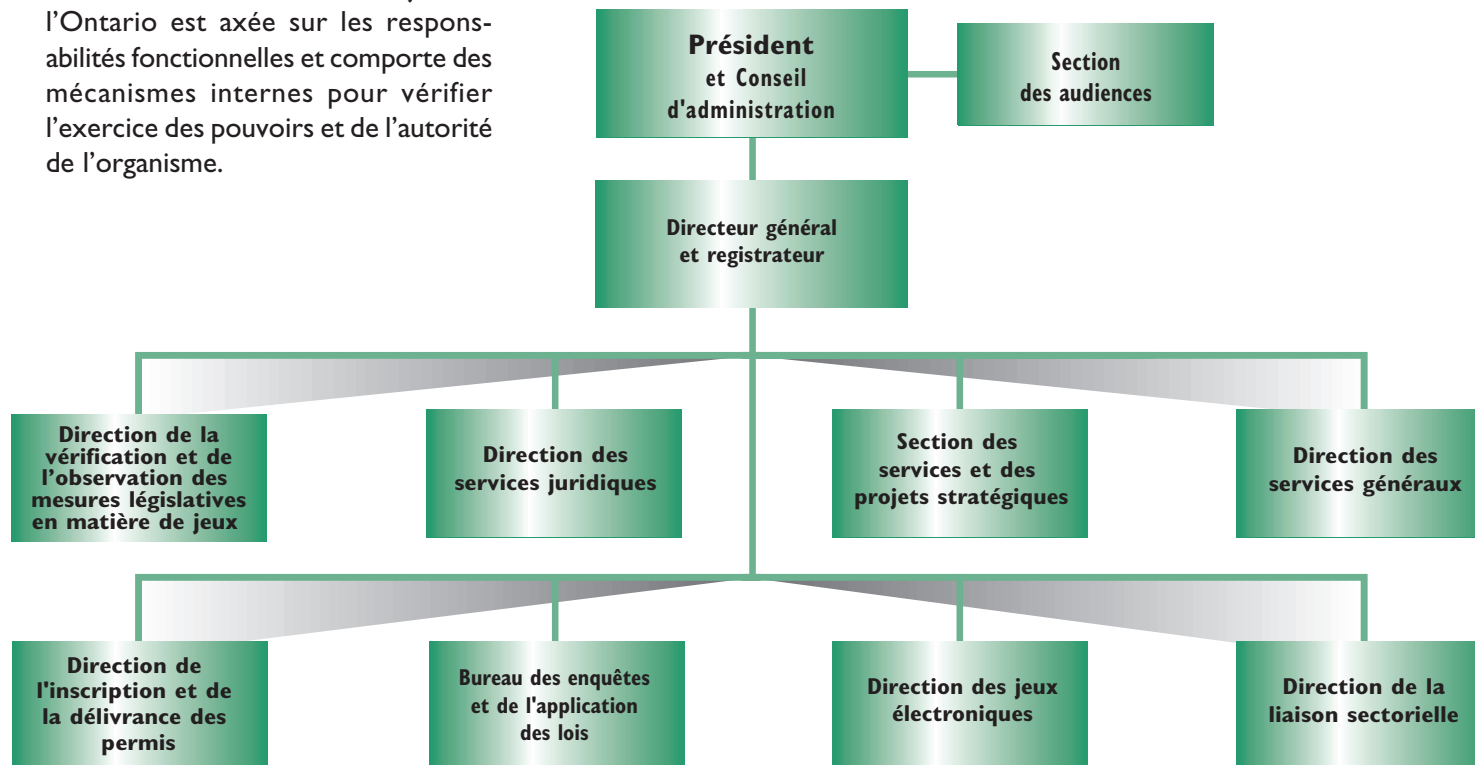 l’Ontario est axée sur les respons-
abilités fonctionnelles et comporte des
mécanismes internes pour vérifier
l’exercice des pouvoirs et de l’autorité
de l’organisme.
Président
et Conseil
d'administration
Section
des audiences
Directeur général
et registrateur
Direction de la
vérification et de
l’observation des
mesures législatives
en matière de jeux
Direction des
services juridiques
Section des
services et des
projets stratégiques
Direction des
services généraux
Direction de
l'inscription et de
la délivrance des
permis
Bureau des enquêtes
et de l'application
des lois
Direction des jeux
électroniques
Direction de la
liaison sectorielle